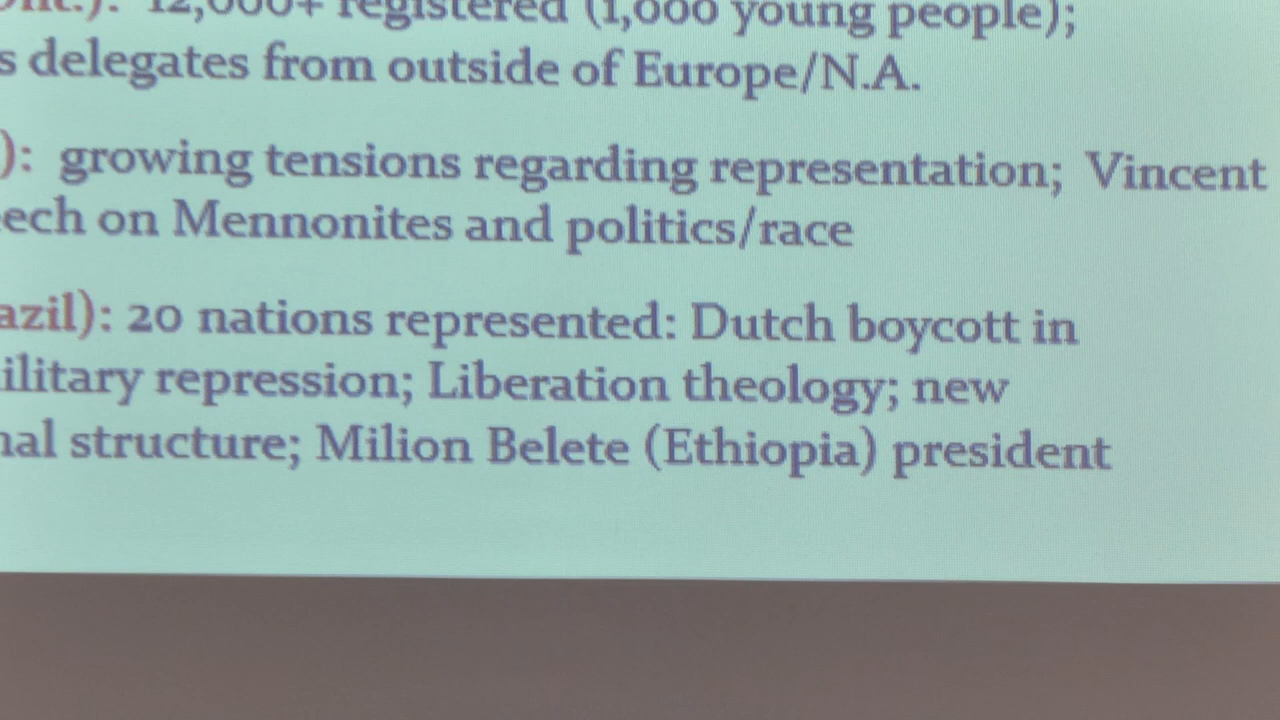 12,000+ registered (1,000 young people);
s delegates from outside of Europe/N.A.
): growing tensions regarding representation; Vincent
ech on Mennonites and politics/race
azil): 20 nations represented: Dutch boycott in
ilitary repression; Liberation theology; new
nal structure; Milion Belete (Ethiopia) president